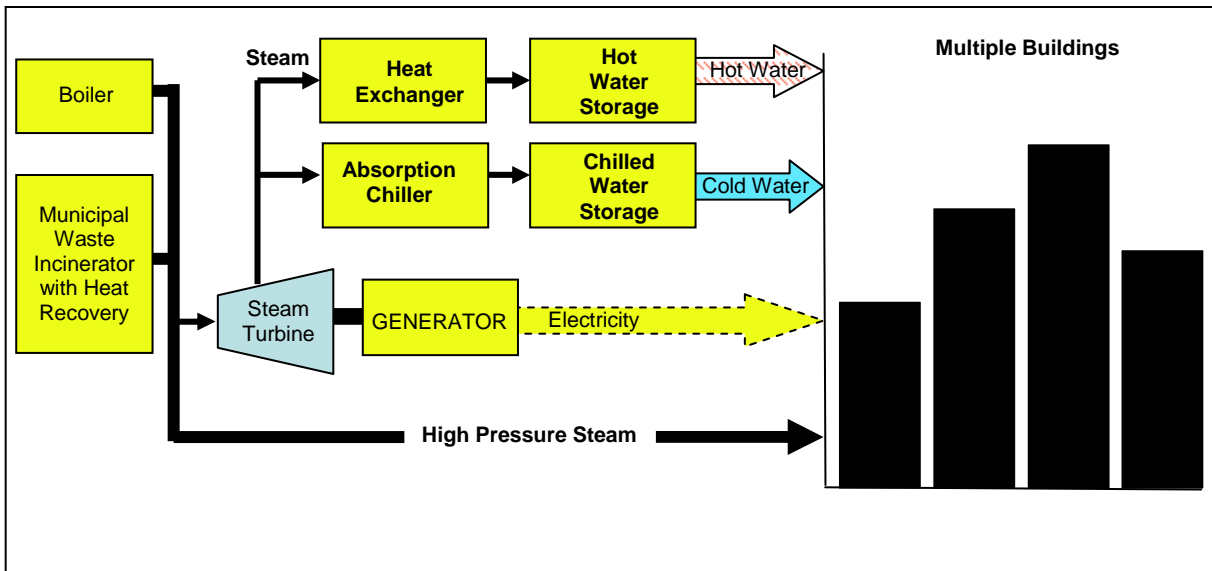 Steam
Heat
Exchanger
Hot
Water
Storage
Hot Water
Multiple Buildings
Boiler
Absorption
Chiller
Chilled
Water
Storage
Cold Water
Municipal
Waste
Incinerator
with Heat
Recovery
Steam
Turbine
GENERATOR
Electricity
High Pressure Steam